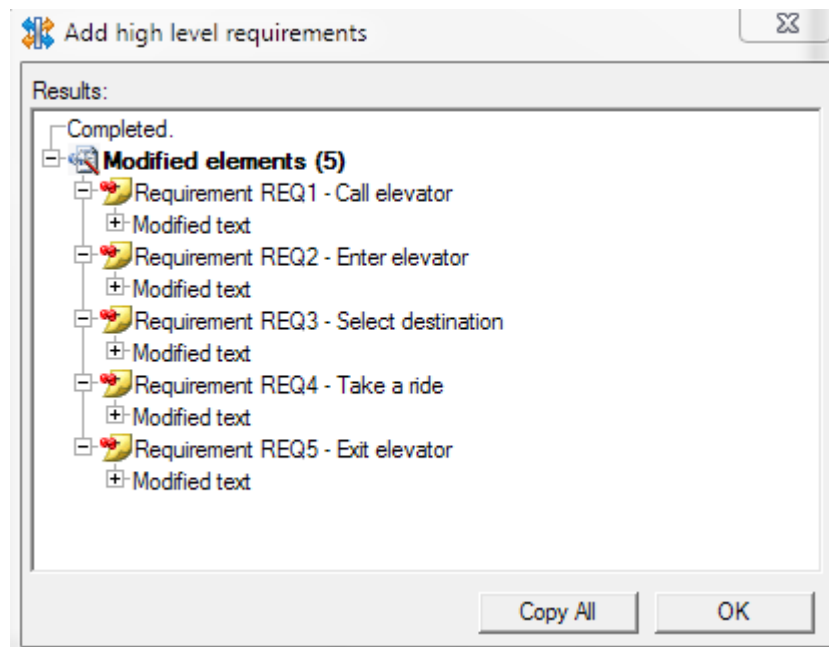 Add high level requirements
Results:
Completed.
Modified elements (5)
Requirement REQ1 - Call elevator
Modified text
Requirement REQ2 - Enter elevator
Modified text
Requirement REQ3 - Select destination
Modified text
Requirement REQ4 - Take a ride
Modified text
Requirement REQ5 - Exit elevator
Modified text
Copy All OK